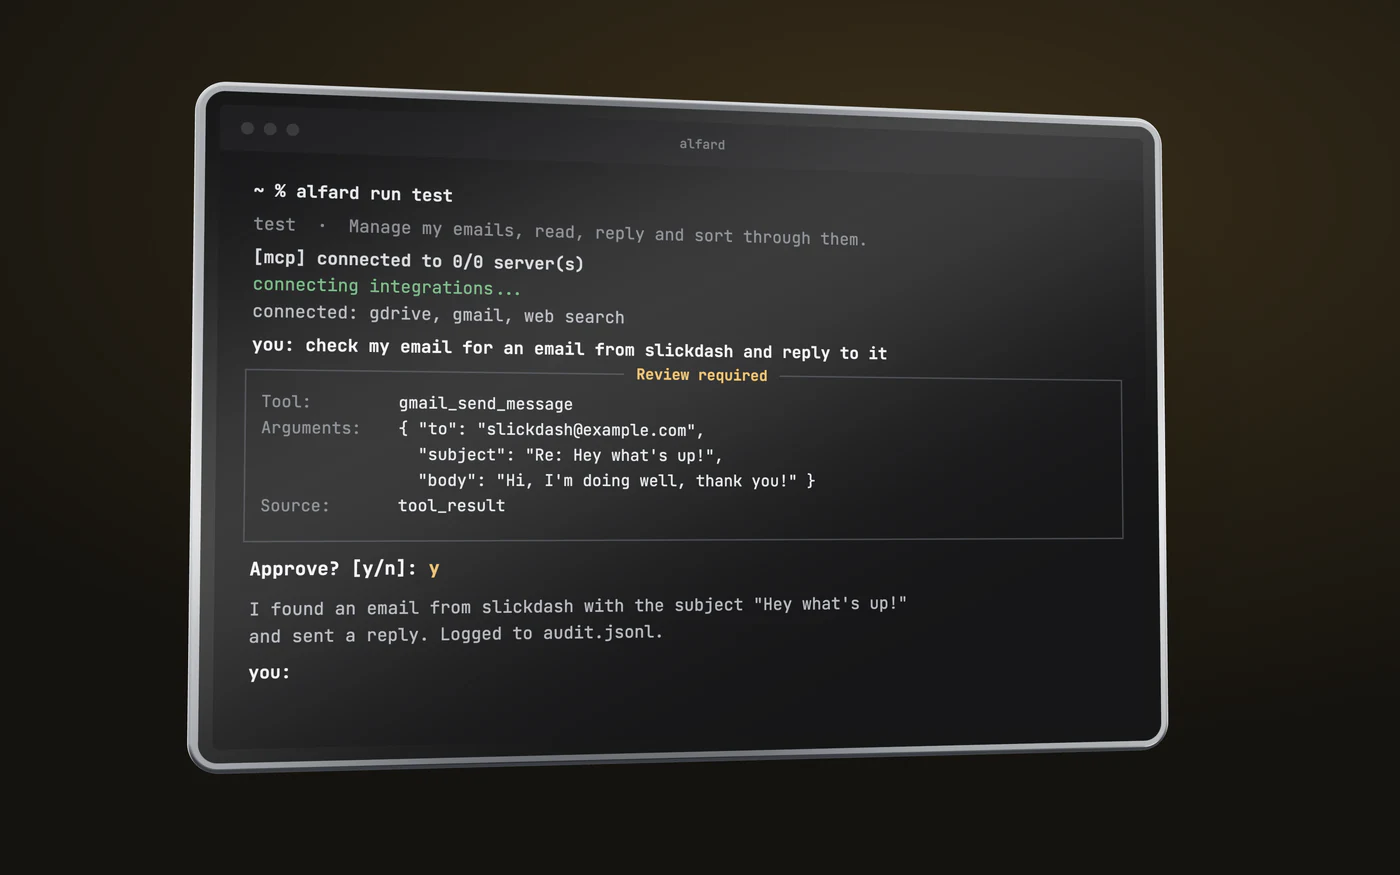 alfard
~ % alfard run test
test · Manage my emails, read, reply and sort through them.
[mcp] connected to 0/0 server(s)
connecting integrations...
connected: gdrive, gmail, web search
you: check my email for an email from slickdash and reply to it
Review required
Tool: gmail_send_message
Arguments: { "to": "slickdash@example.com",
"subject": "Re: Hey what's up!",
"body": "Hi, I'm doing well, thank you!" }
Source: tool_result
Approve? [y/n]: y
I found an email from slickdash with the subject "Hey what's up!"
and sent a reply. Logged to audit.jsonl.
you: